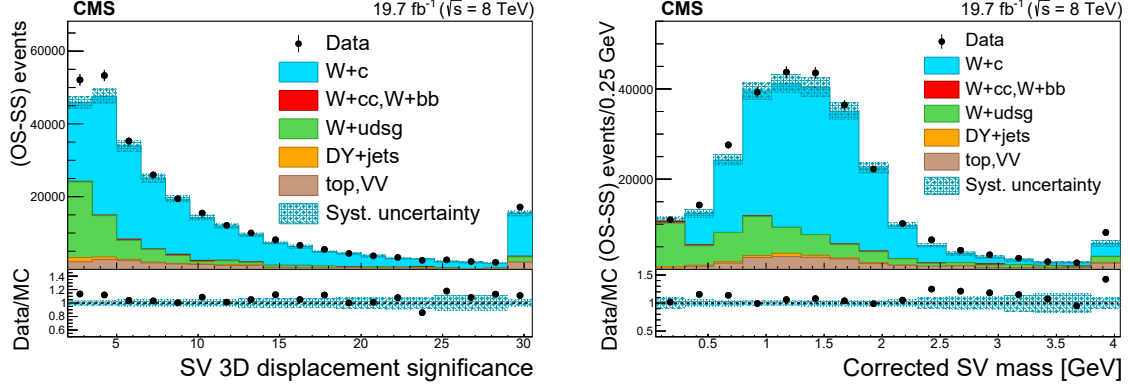 CMS 19.7 fb⁻¹ (√s = 8 TeV)
(OS-SS) events
60000
40000
20000
Data
W+c
W+cc,W+bb
W+udsg
DY+jets
top,VV
Syst. uncertainty
Data/MC
1.4
1.2
1
0.8
0.6
5 10 15 20 25 30
SV 3D displacement significance
CMS 19.7 fb⁻¹ (√s = 8 TeV)
(OS-SS) events/0.25 GeV
40000
20000
Data
W+c
W+cc,W+bb
W+udsg
DY+jets
top,VV
Syst. uncertainty
Data/MC
1.5
1
0.5
0.5 1 1.5 2 2.5 3 3.5 4
Corrected SV mass [GeV]